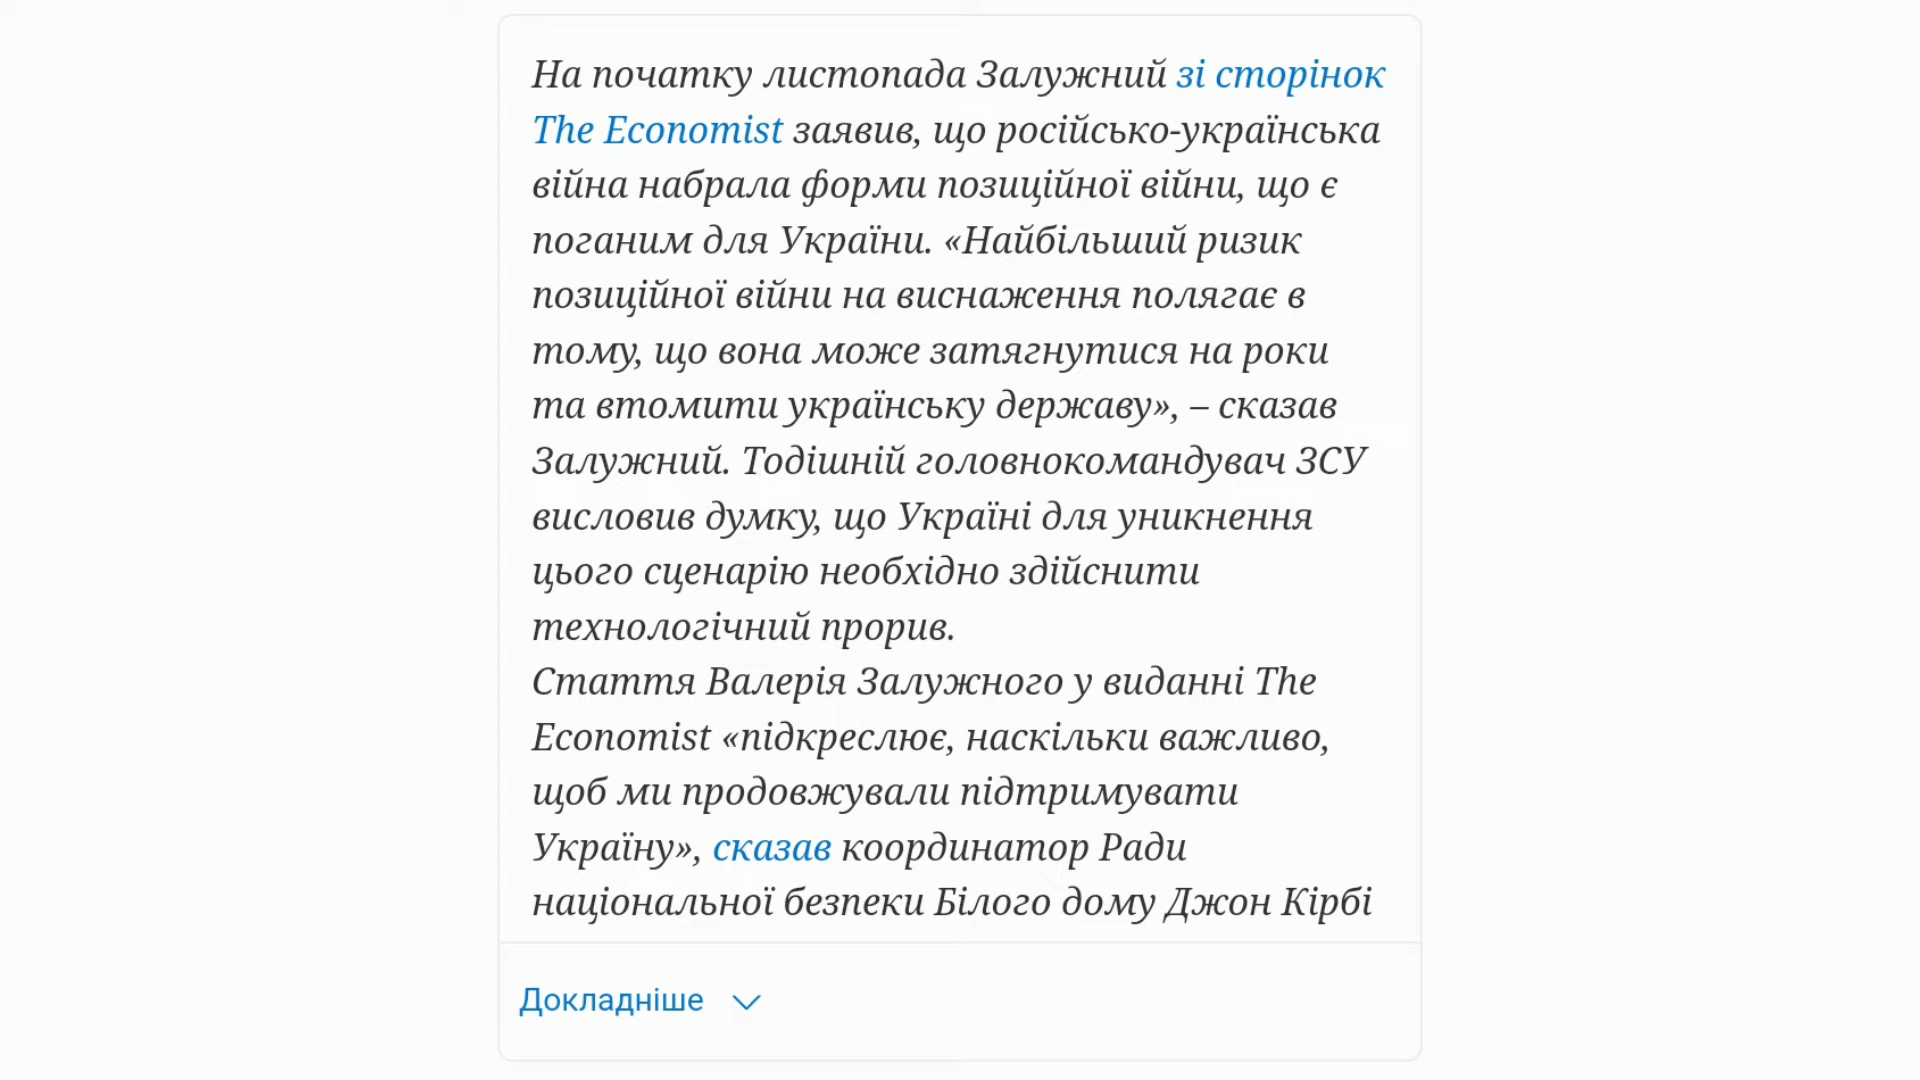 На початку листопада Залужний зі сторінок
The Economist заявив, що російсько-українська
війна набрала форми позиційної війни, що є
поганим для України. «Найбільший ризик
позиційної війни на виснаження полягає в
тому, що вона може затягнутися на роки
та втомити українську державу», – сказав
Залужний. Тодішній головнокомандувач ЗСУ
висловив думку, що Україні для уникнення
цього сценарію необхідно здійснити
технологічний прорив.
Стаття Валерія Залужного у виданні The
Economist «підкреслює, наскільки важливо,
щоб ми продовжували підтримувати
Україну», сказав координатор Ради
національної безпеки Білого дому Джон Кірбі
Докладніше